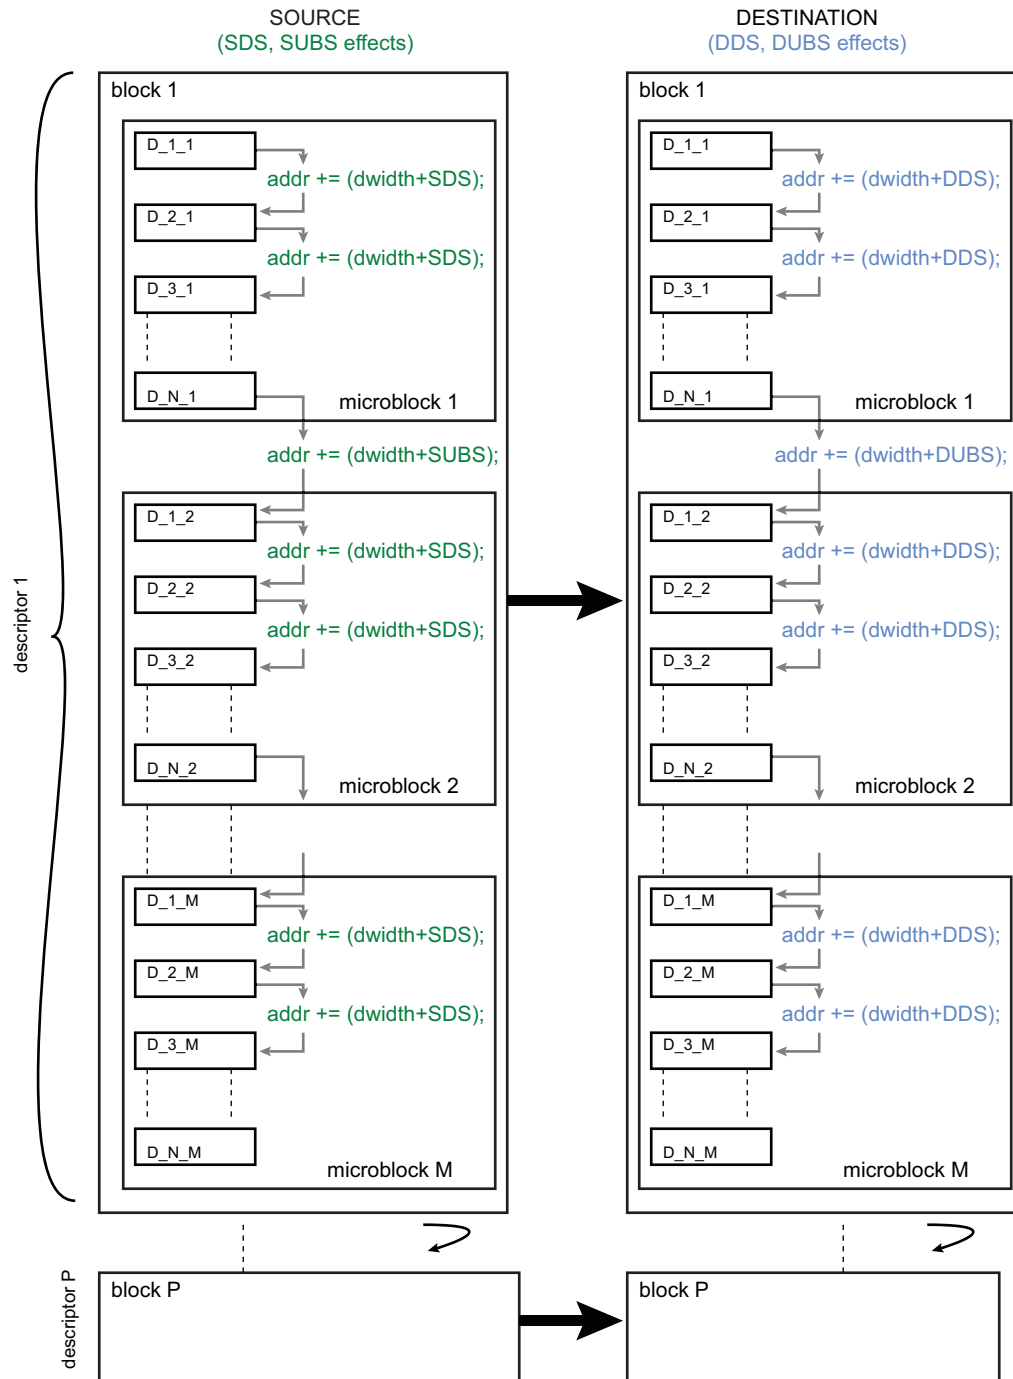 SOURCE
(SDS, SUBS effects)
DESTINATION
(DDS, DUBS effects)
descriptor 1
block 1
D_1_1
addr += (dwidth+SDS);
D_2_1
addr += (dwidth+SDS);
D_3_1
D_N_1
microblock 1
addr += (dwidth+SUBS);
D_1_2
addr += (dwidth+SDS);
D_2_2
addr += (dwidth+SDS);
D_3_2
D_N_2
microblock 2
D_1_M
addr += (dwidth+SDS);
D_2_M
addr += (dwidth+SDS);
D_3_M
D_N_M
microblock M
block 1
D_1_1
addr += (dwidth+DDS);
D_2_1
addr += (dwidth+DDS);
D_3_1
D_N_1
microblock 1
addr += (dwidth+DUBS);
D_1_2
addr += (dwidth+DDS);
D_2_2
addr += (dwidth+DDS);
D_3_2
D_N_2
microblock 2
D_1_M
addr += (dwidth+DDS);
D_2_M
addr += (dwidth+DDS);
D_3_M
D_N_M
microblock M
descriptor P
block P
block P